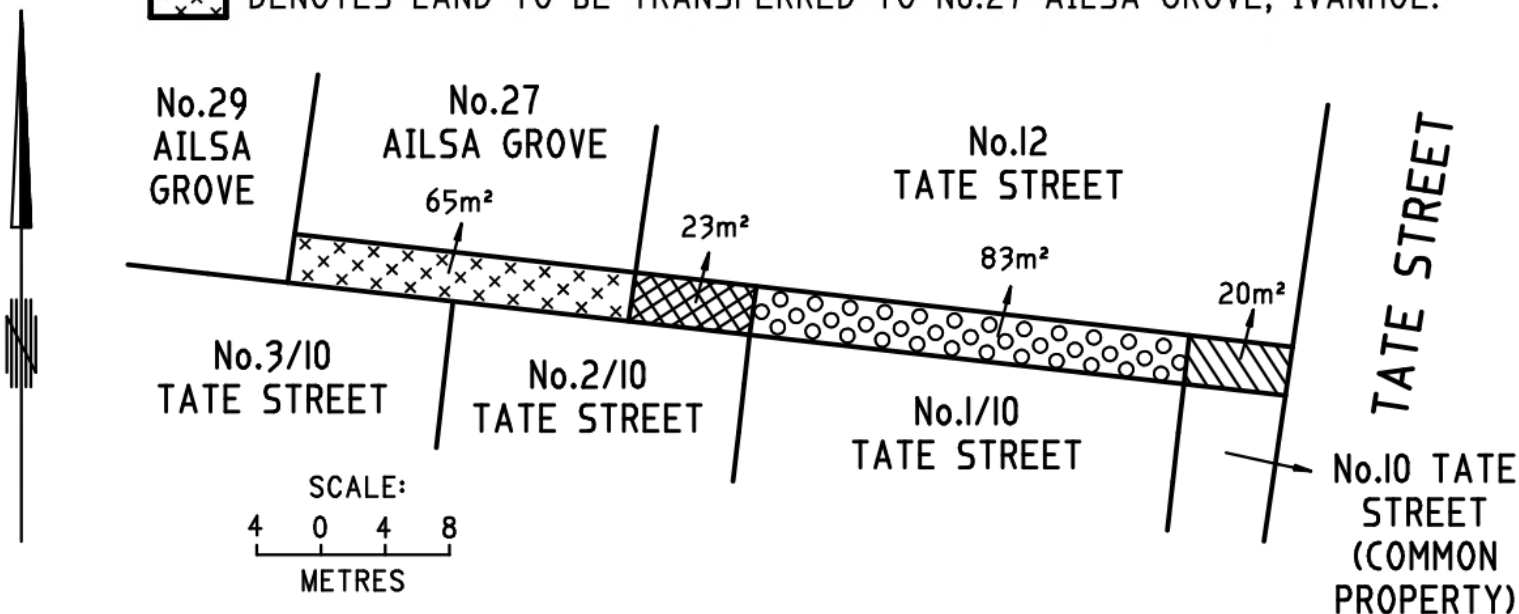 DENOTES LAND TO BE TRANSFERRED TO No.27 AILSA GROVE, IVANHOE.
No.29
AILSA
GROVE
No.27
AILSA GROVE
65m²
No.12
TATE STREET
23m²
83m²
20m²
TATE STREET
No.3/10
TATE STREET
No.2/10
TATE STREET
No.1/10
TATE STREET
No.10 TATE
STREET
(COMMON
PROPERTY)
SCALE:
4 0 4 8
METRES
N